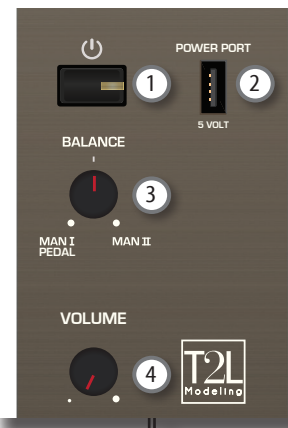 POWER PORT
1
2
5 VOLT
BALANCE
3
MAN I
PEDAL
MAN II
VOLUME
4
T2L
Modeling